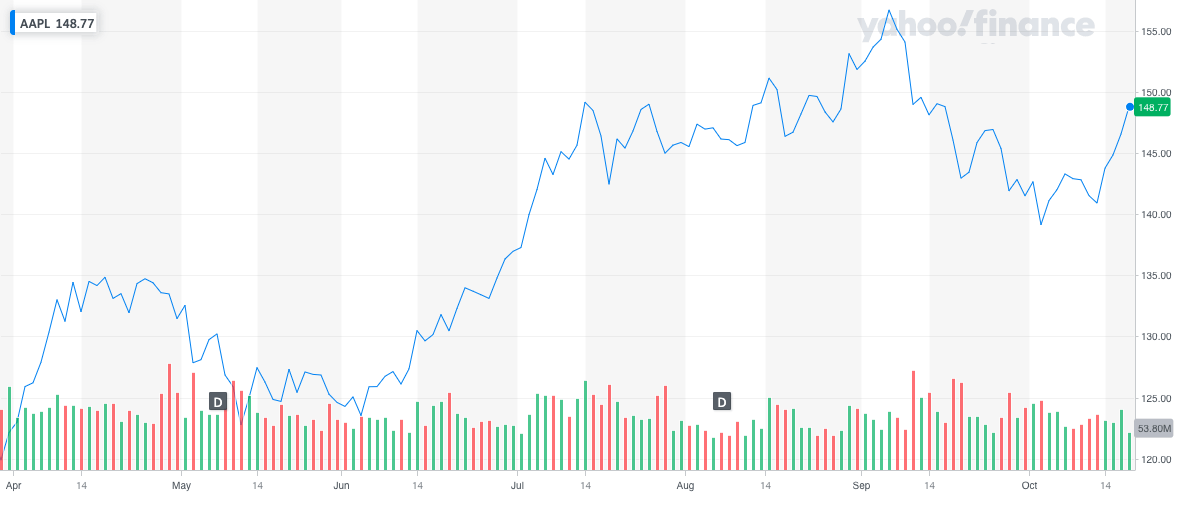 AAPL 148.77
yahoo!finance
155.00
150.00
148.77
145.00
140.00
135.00
130.00
125.00
53.80M
120.00
D
D
Apr 14 May 14 Jun 14 Jul 14 Aug 14 Sep 14 Oct 14